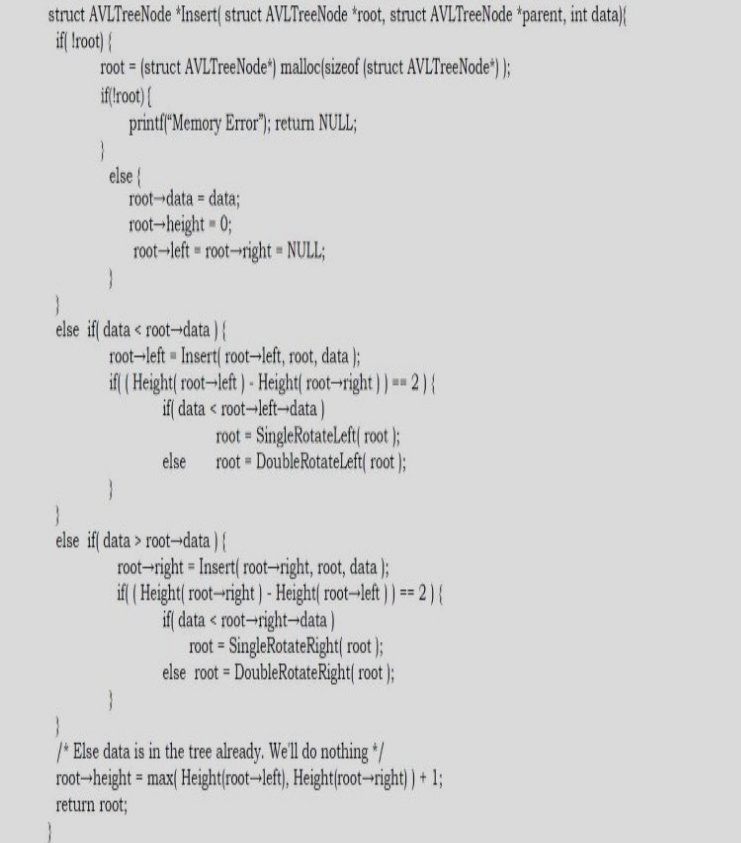 struct AVLTreeNode *Insert( struct AVLTreeNode *root, struct AVLTreeNode *parent, int data){
if( !root) {
root = (struct AVLTreeNode*) malloc(sizeof (struct AVLTreeNode*) );
if(!root) {
printf(“Memory Error”); return NULL;
}
else {
root→data = data;
root→height = 0;
root→left = root→right = NULL;
}
}
else if( data < root→data ) {
root→left = Insert( root→left, root, data );
if( ( Height( root→left ) - Height( root→right ) ) == 2 ) {
if( data < root→left→data )
root = SingleRotateLeft( root );
else root = DoubleRotateLeft( root );
}
}
else if( data > root→data ) {
root→right = Insert( root→right, root, data );
if( ( Height( root→right ) - Height( root→left ) ) == 2 ) {
if( data < root→right→data )
root = SingleRotateRight( root );
else root = DoubleRotateRight( root );
}
}
/* Else data is in the tree already. We'll do nothing */
root→height = max( Height(root→left), Height(root→right) ) + 1;
return root;
}